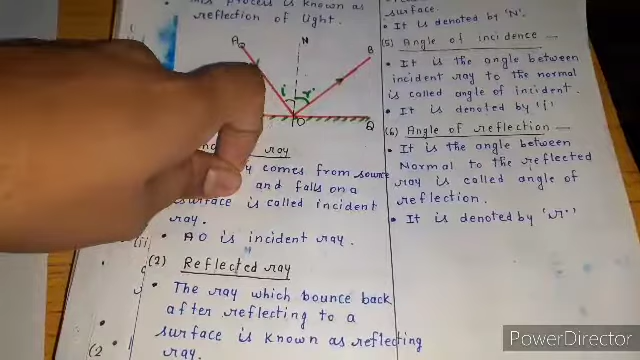 process is known as
reflection of light.
A
N
B
i
r
O
Q
ray
comes from source
and falls on a
surface is called incident
ray.
• AO is incident ray.
(2) Reflected ray
• The ray which bounce back
after reflecting to a
surface is known as reflecting
ray.
surface.
• It is denoted by 'N'.
(5) Angle of incidence
• It is the angle between
incident ray to the normal
is called angle of incident.
• It is denoted by 'i'
(6) Angle of reflection
• It is the angle between
Normal to the reflected
ray is called angle of
reflection.
• It is denoted by 'r'
(ii)
(2
PowerDirector